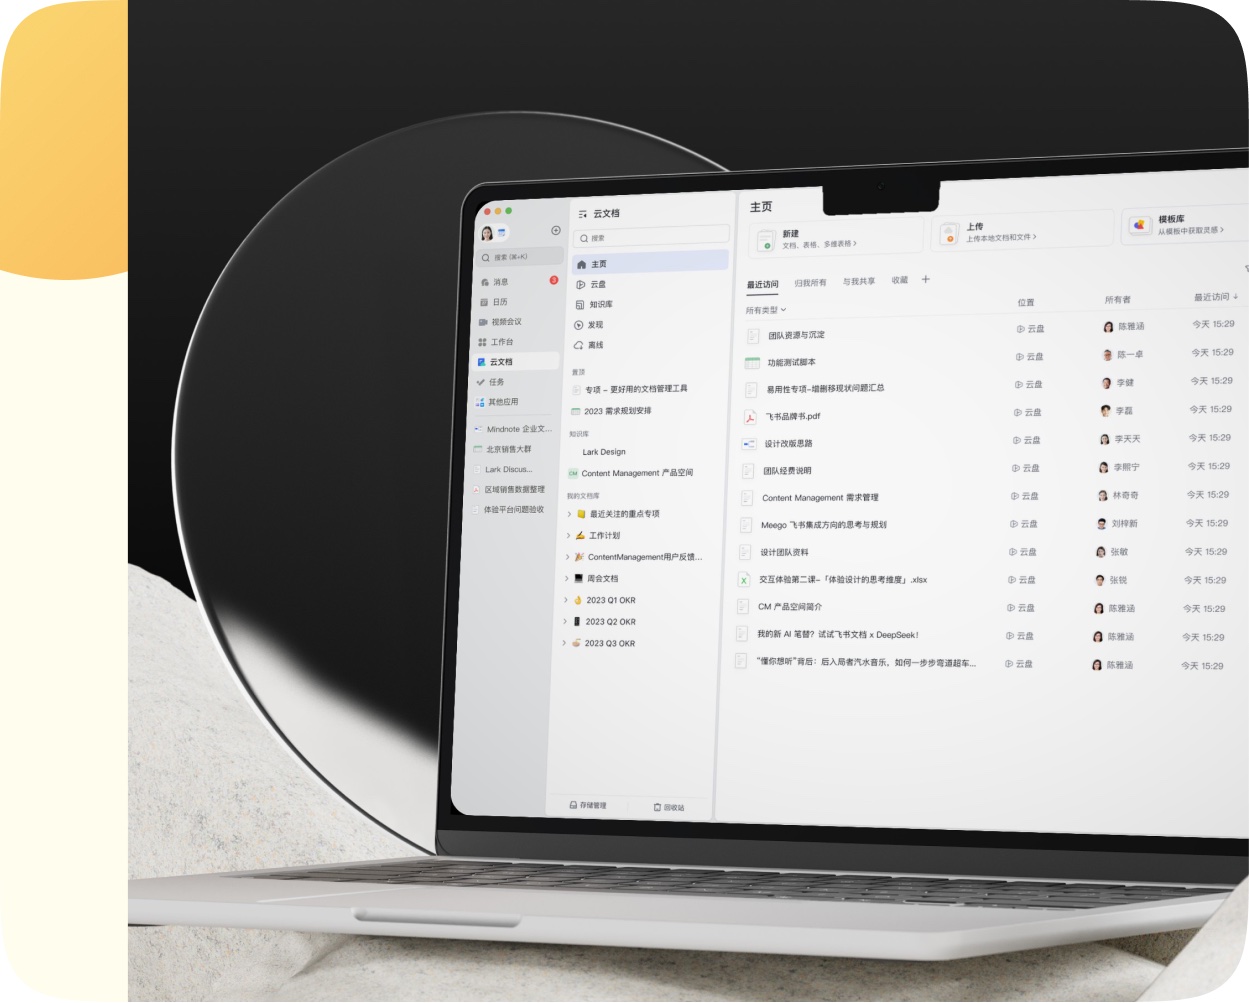 搜索 (⌘+K)
消息
3
日历
视频会议
工作台
云文档
任务
其他应用
Mindnote 企业文...
北京销售大群
Lark Discus...
区域销售数据整理
体验平台问题验收
云文档
搜索
主页
云盘
知识库
发现
离线
置顶
专项 - 更好用的文档管理工具
2023 需求规划安排
知识库
Lark Design
CM Content Management 产品空间
我的文档库
最近关注的重点专项
工作计划
ContentManagement用户反馈...
周会文档
2023 Q1 OKR
2023 Q2 OKR
2023 Q3 OKR
存储管理
回收站
主页
新建
文档、表格、多维表格 >
上传
上传本地文档和文件 >
模板库
从模板中获取灵感 >
最近访问 归我所有 与我共享 收藏 +
所有类型 位置 所有者 最近访问 ↓
团队资源与沉淀 云盘 陈雅涵 今天 15:29
功能测试脚本 云盘 陈一卓 今天 15:29
易用性专项-增删移现状问题汇总 云盘 李健 今天 15:29
飞书品牌书.pdf 云盘 李磊 今天 15:29
设计改版思路 云盘 李天天 今天 15:29
团队经费说明 云盘 李熙宁 今天 15:29
Content Management 需求管理 云盘 林奇奇 今天 15:29
Meego 飞书集成方向的思考与规划 云盘 刘梓新 今天 15:29
设计团队资料 云盘 张敏 今天 15:29
交互体验第二课-「体验设计的思考维度」.xlsx 云盘 张锐 今天 15:29
CM 产品空间简介 云盘 陈雅涵 今天 15:29
我的新 AI 笔替？试试飞书文档 x DeepSeek！ 云盘 陈雅涵 今天 15:29
“懂你想听”背后：后入局者汽水音乐，如何一步步弯道超车... 云盘 陈雅涵 今天 15:29